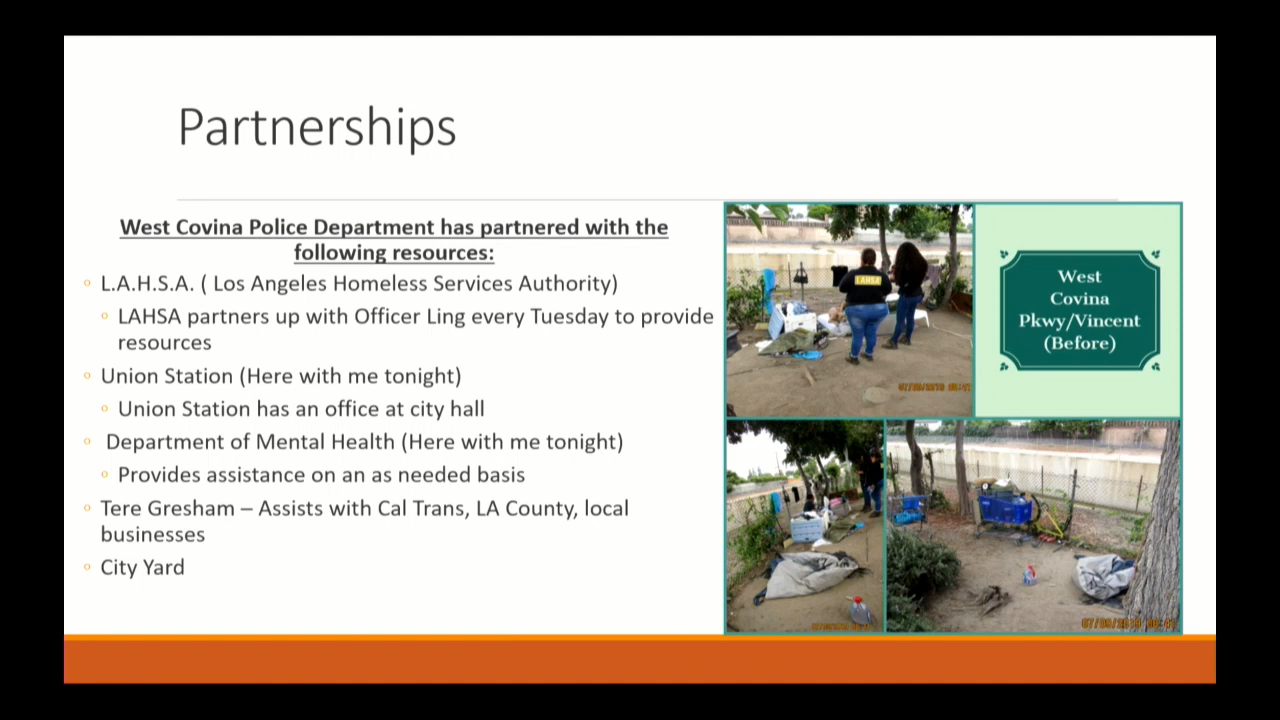 Partnerships
West Covina Police Department has partnered with the
following resources:
L.A.H.S.A. ( Los Angeles Homeless Services Authority)
LAHSA partners up with Officer Ling every Tuesday to provide
resources
Union Station (Here with me tonight)
Union Station has an office at city hall
Department of Mental Health (Here with me tonight)
Provides assistance on an as needed basis
Tere Gresham – Assists with Cal Trans, LA County, local
businesses
City Yard
LAHSA
West
Covina
Pkwy/Vincent
(Before)